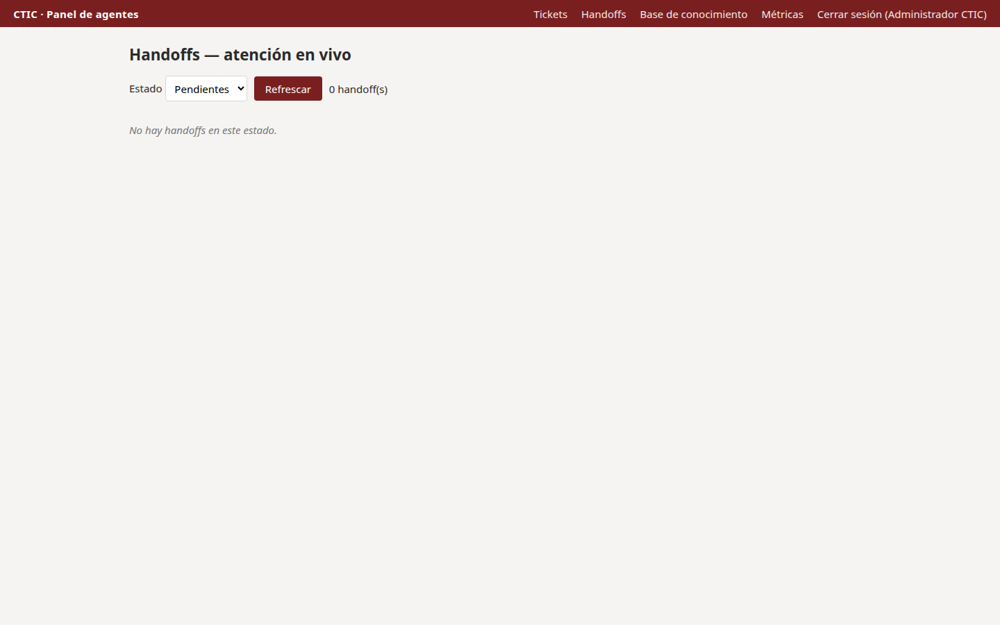 CTIC · Panel de agentes Tickets Handoffs Base de conocimiento Métricas Cerrar sesión (Administrador CTIC)
Handoffs — atención en vivo
Estado Pendientes Refrescar 0 handoff(s)
No hay handoffs en este estado.